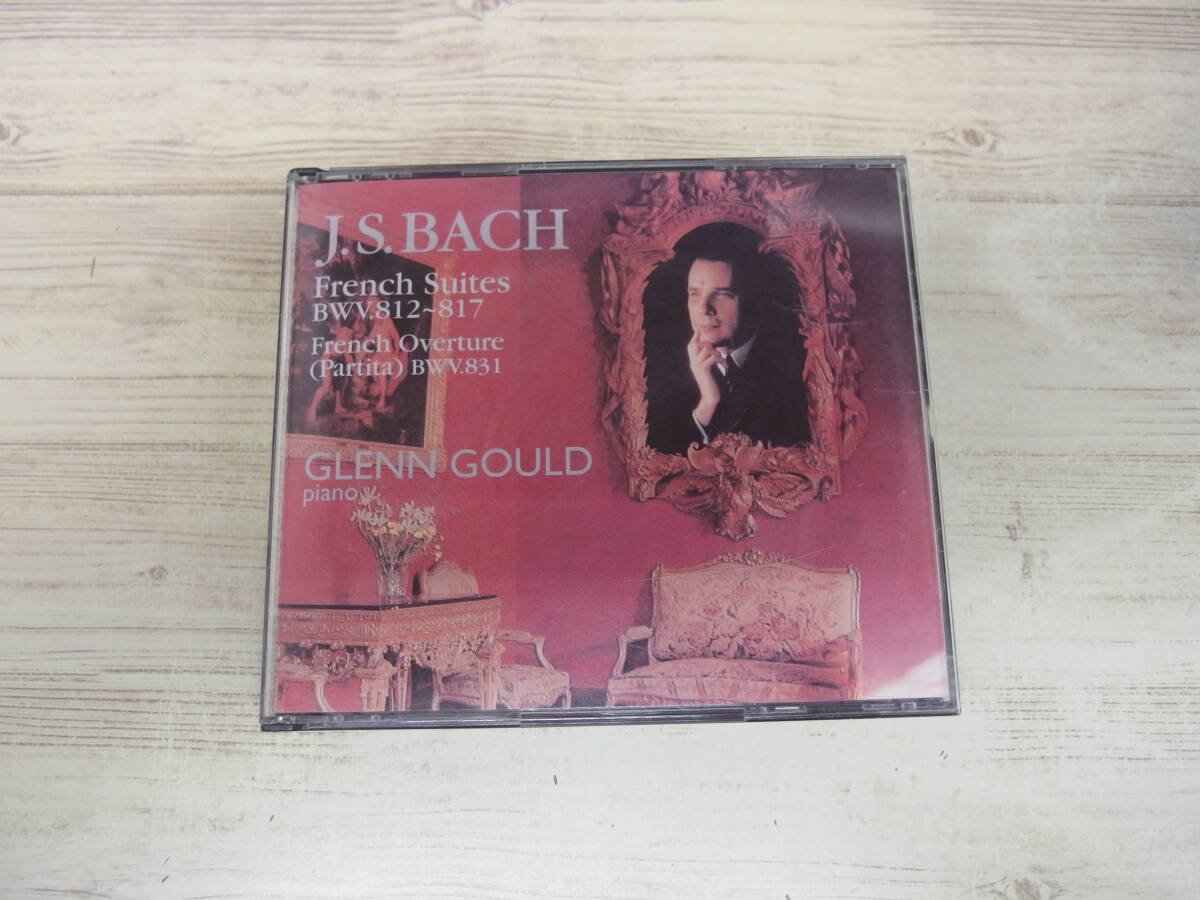 J. S. BACH
French Suites
BWV.812~817
French Overture
(Partita) BWV.831
GLENN GOULD
piano